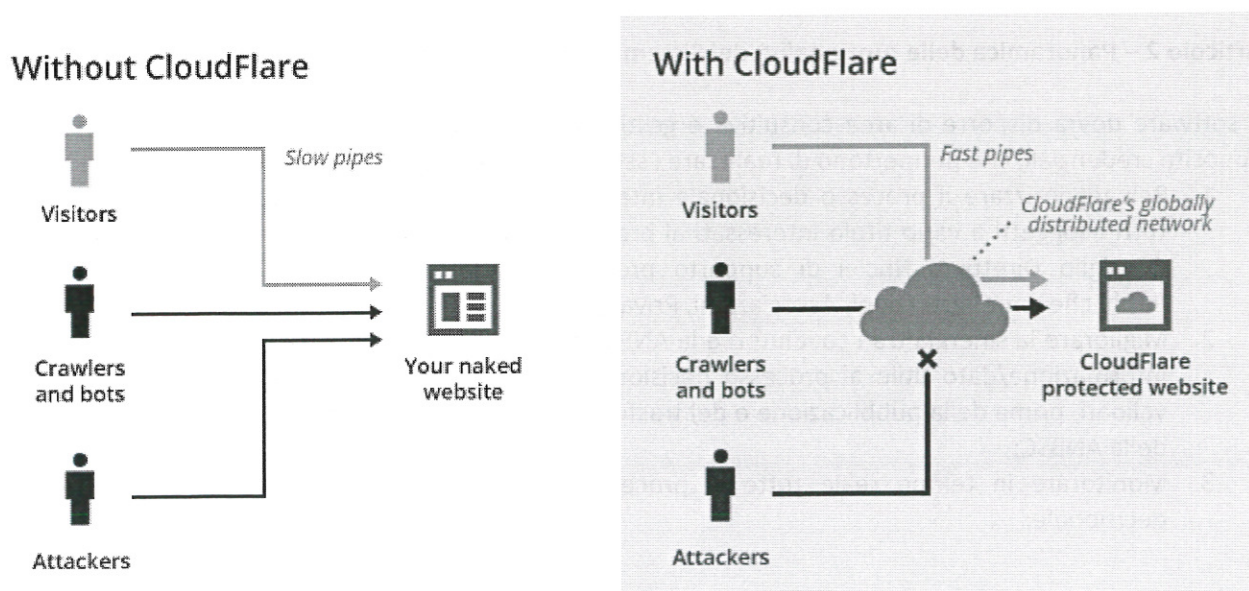 Without CloudFlare
Slow pipes
Visitors
Crawlers
and bots
Your naked
website
Attackers
With CloudFlare
Fast pipes
Visitors
CloudFlare's globally
distributed network
Crawlers
and bots
CloudFlare
protected website
Attackers